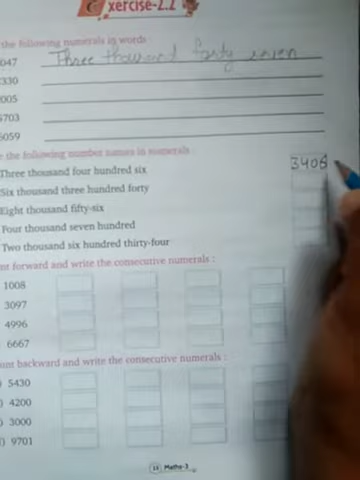 Exercise-2.2
the following numerals in words
047 Three thousand forty seven
330
005
703
6059
the following number names in numerals :
Three thousand four hundred six 3406
Six thousand three hundred forty
Eight thousand fifty-six
Four thousand seven hundred
Two thousand six hundred thirty-four
nt forward and write the consecutive numerals :
1008
3097
4996
6667
ount backward and write the consecutive numerals :
) 5430
) 4200
) 3000
) 9701
Maths-3